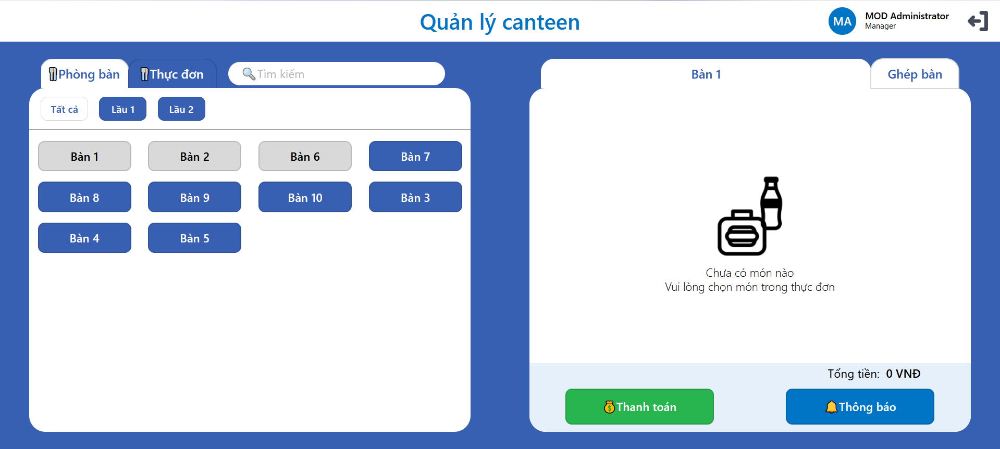 Quản lý canteen
MA
MOD Administrator
Manager
Phòng bàn
Thực đơn
Tìm kiếm
Tất cả
Lầu 1
Lầu 2
Bàn 1
Bàn 2
Bàn 6
Bàn 7
Bàn 8
Bàn 9
Bàn 10
Bàn 3
Bàn 4
Bàn 5
Bàn 1
Ghép bàn
Chưa có món nào
Vui lòng chọn món trong thực đơn
Tổng tiền: 0 VNĐ
Thanh toán
Thông báo